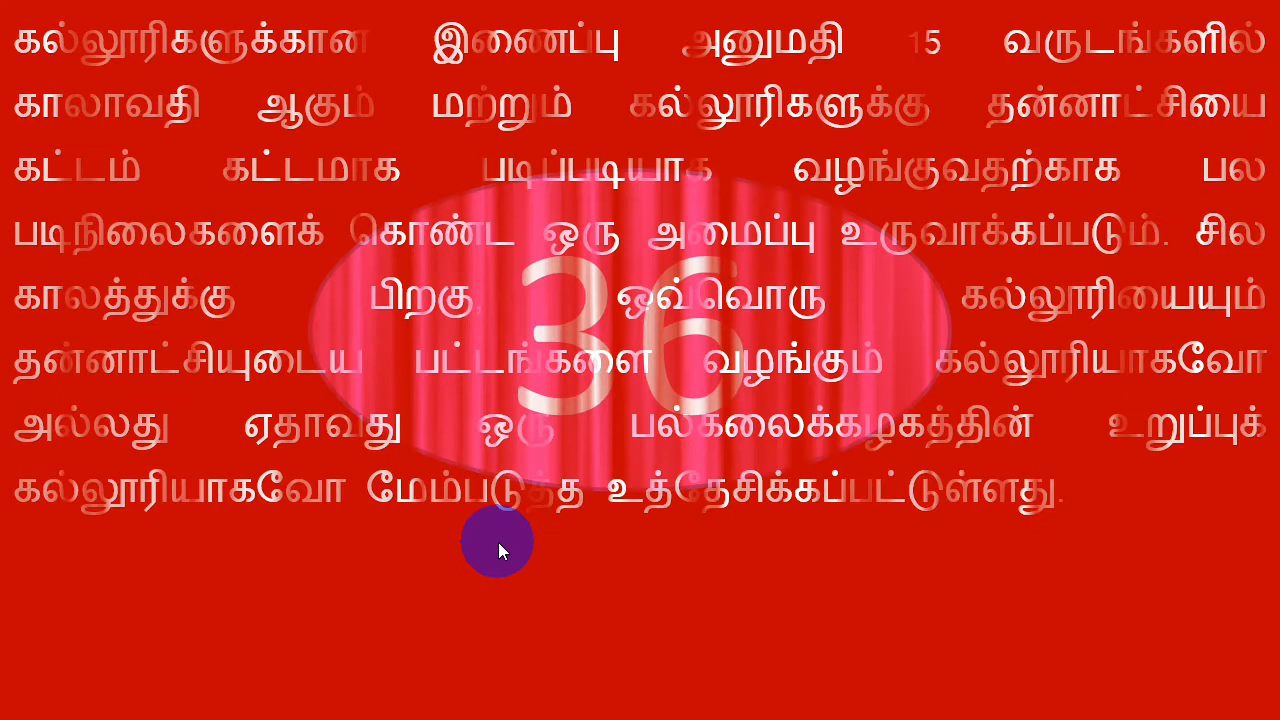 கல்லூரிகளுக்கான இணைப்பு அனுமதி 15 வருடங்களில்
காலாவதி ஆகும் மற்றும் கல்லூரிகளுக்கு தன்னாட்சியை
கட்டம் கட்டமாக படிப்படியாக வழங்குவதற்காக பல
படிநிலைகளைக் கொண்ட ஒரு அமைப்பு உருவாக்கப்படும். சில
காலத்துக்கு பிறகு, ஒவ்வொரு கல்லூரியையும்
தன்னாட்சியுடைய பட்டங்களை வழங்கும் கல்லூரியாகவோ
அல்லது ஏதாவது ஒரு பல்கலைக்கழகத்தின் உறுப்புக்
கல்லூரியாகவோ மேம்படுத்த உத்தேசிக்கப்பட்டுள்ளது.
36